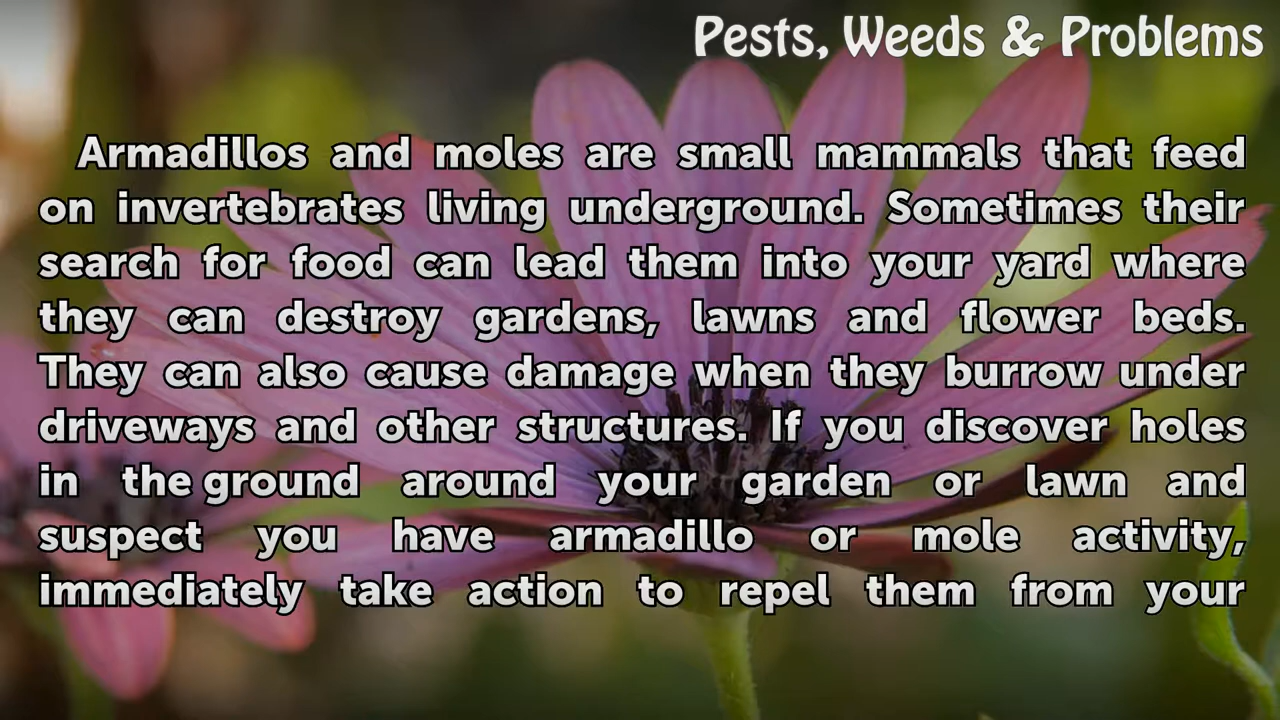 Pests, Weeds & Problems
Armadillos and moles are small mammals that feed
on invertebrates living underground. Sometimes their
search for food can lead them into your yard where
they can destroy gardens, lawns and flower beds.
They can also cause damage when they burrow under
driveways and other structures. If you discover holes
in the ground around your garden or lawn and
suspect you have armadillo or mole activity,
immediately take action to repel them from your